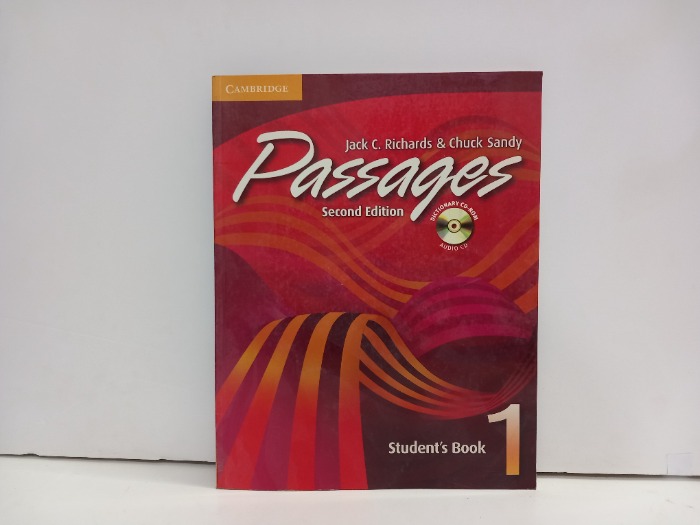 CAMBRIDGE
Jack C. Richards & Chuck Sandy
Passages
Second Edition
DICTIONARY CD-ROM
AUDIO CD
Student's Book 1